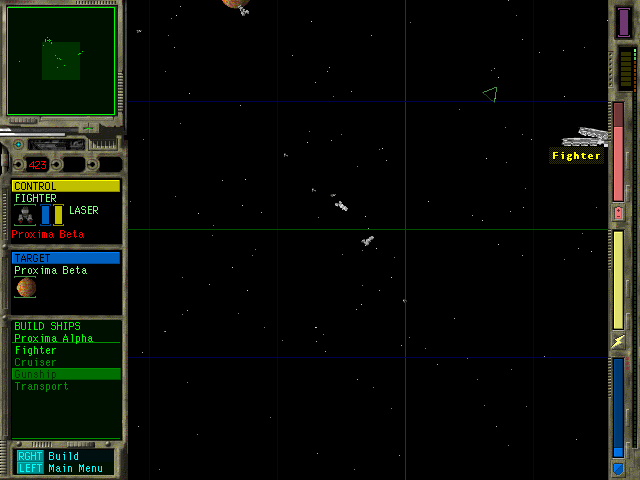 423
CONTROL
FIGHTER
LASER
Proxima Beta
TARGET
Proxima Beta
BUILD SHIPS
Proxima Alpha
Fighter
Cruiser
Gunship
Transport
RGHT Build
LEFT Main Menu
Fighter